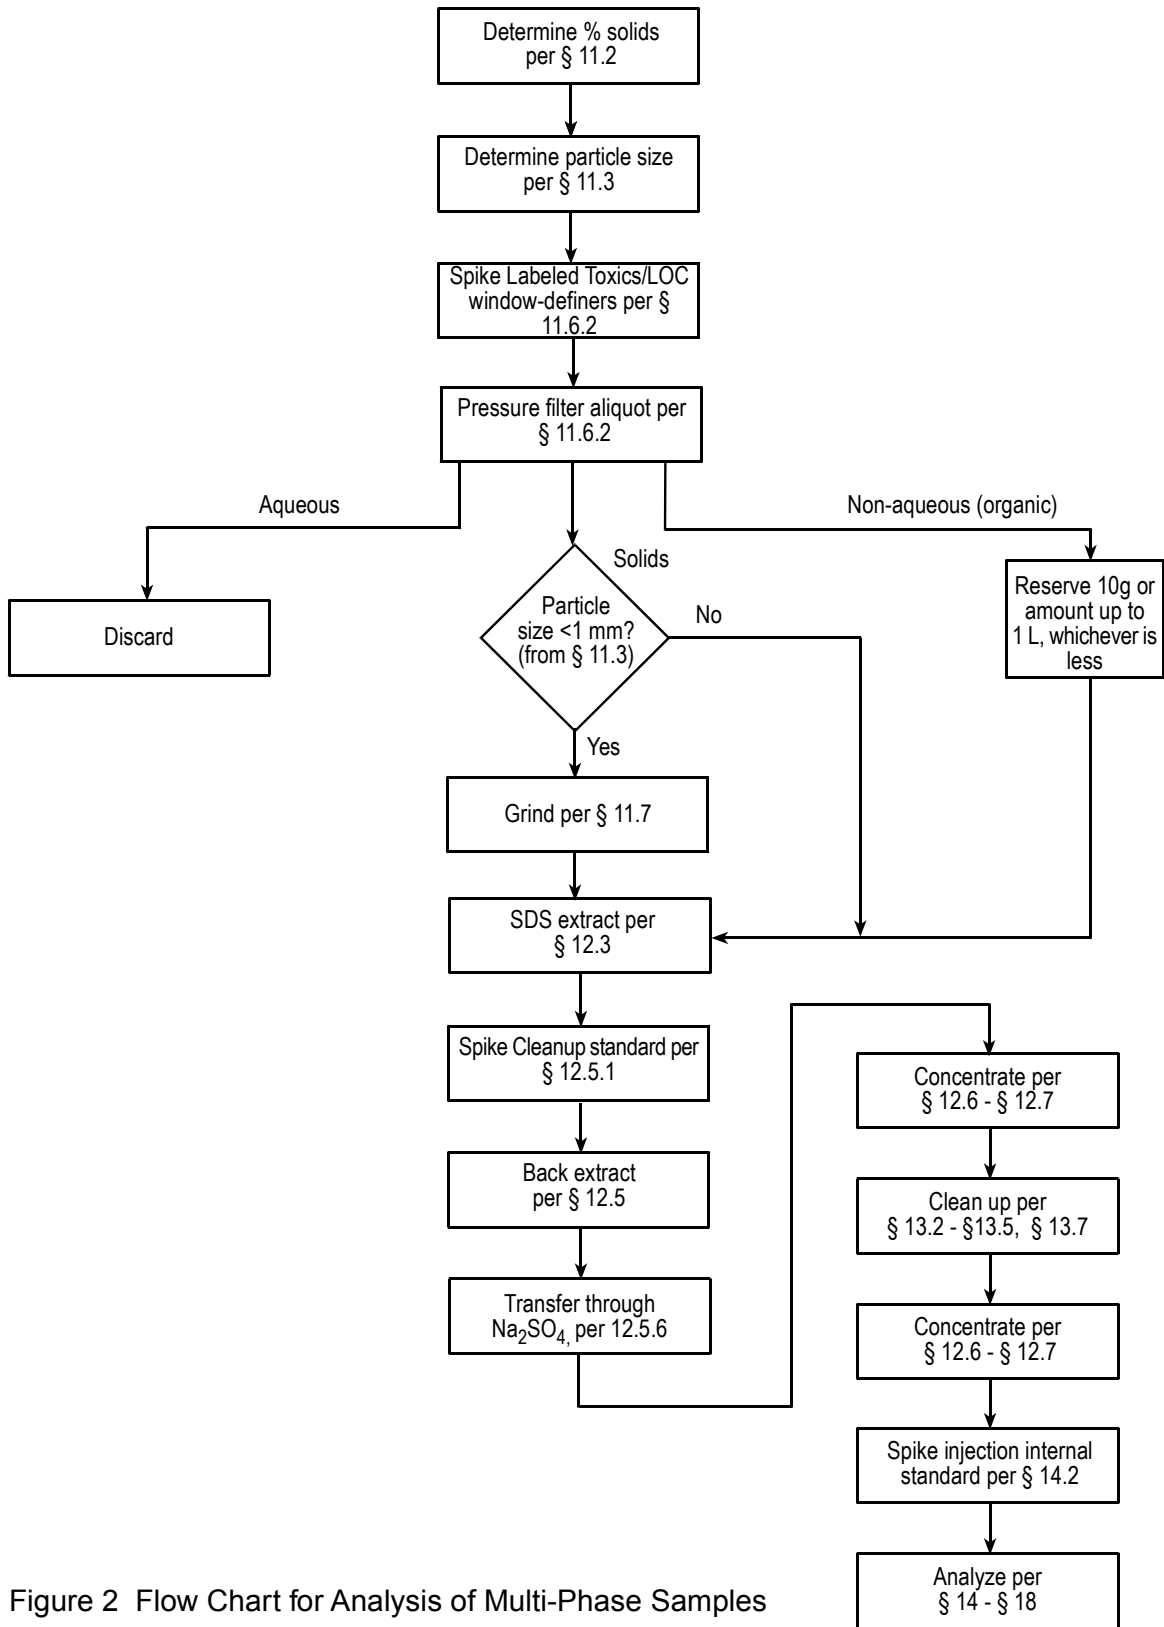 Determine % solids
per § 11.2
Determine particle size
per § 11.3
Spike Labeled Toxics/LOC
window-definers per §
11.6.2
Pressure filter aliquot per
§ 11.6.2
Aqueous
Non-aqueous (organic)
Solids
Discard
Particle
size <1 mm?
(from § 11.3)
No
Reserve 10g or
amount up to
1 L, whichever is
less
Yes
Grind per § 11.7
SDS extract per
§ 12.3
Spike Cleanup standard per
§ 12.5.1
Back extract
per § 12.5
Transfer through
Na₂SO₄, per 12.5.6
Concentrate per
§ 12.6 - § 12.7
Clean up per
§ 13.2 - §13.5, § 13.7
Concentrate per
§ 12.6 - § 12.7
Spike injection internal
standard per § 14.2
Analyze per
§ 14 - § 18
Figure 2 Flow Chart for Analysis of Multi-Phase Samples